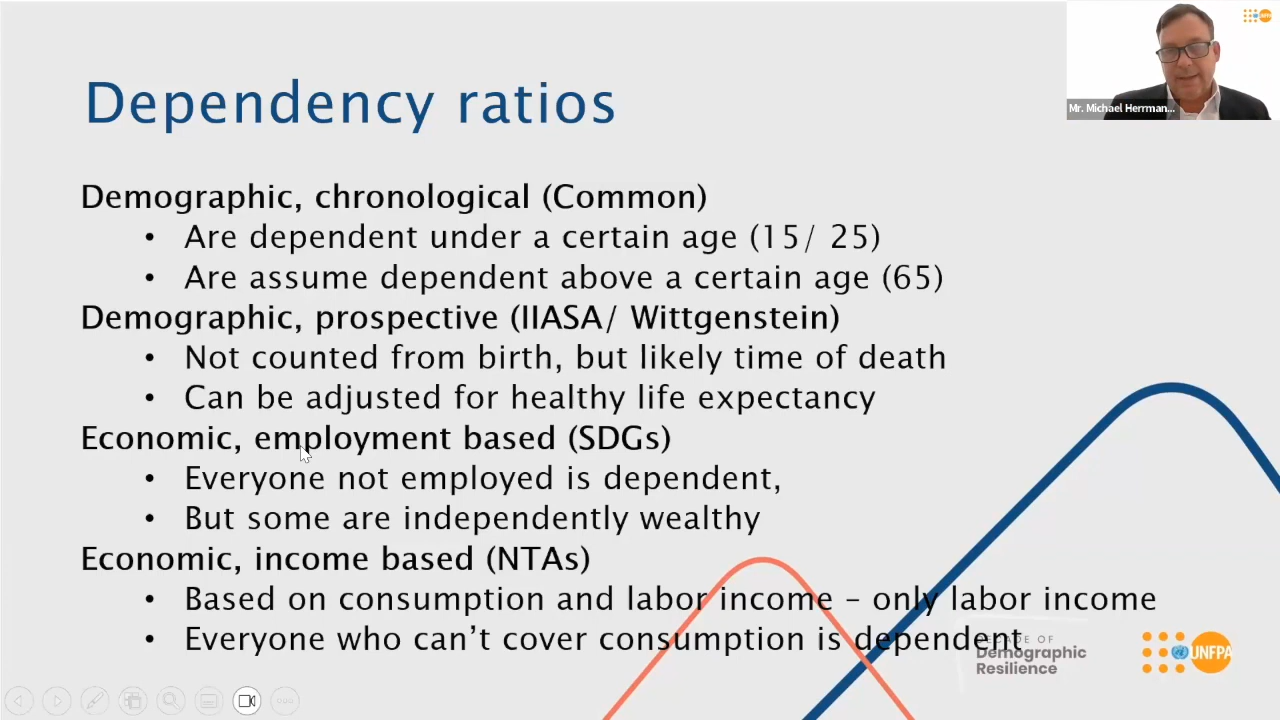 Dependency ratios
Mr. Michael Herrman...
Demographic, chronological (Common)
• Are dependent under a certain age (15/ 25)
• Are assume dependent above a certain age (65)
Demographic, prospective (IIASA/ Wittgenstein)
• Not counted from birth, but likely time of death
• Can be adjusted for healthy life expectancy
Economic, employment based (SDGs)
• Everyone not employed is dependent,
• But some are independently wealthy
Economic, income based (NTAs)
• Based on consumption and labor income – only labor income
• Everyone who can’t cover consumption is dependent
DECADE OF
Demographic
Resilience
UNFPA